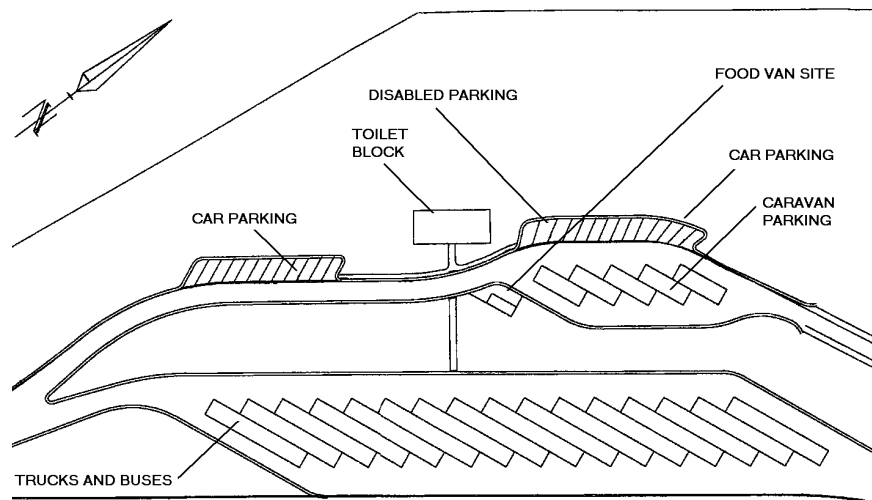 FOOD VAN SITE
DISABLED PARKING
TOILET
BLOCK
CAR PARKING
CARAVAN
PARKING
CAR PARKING
TRUCKS AND BUSES
N